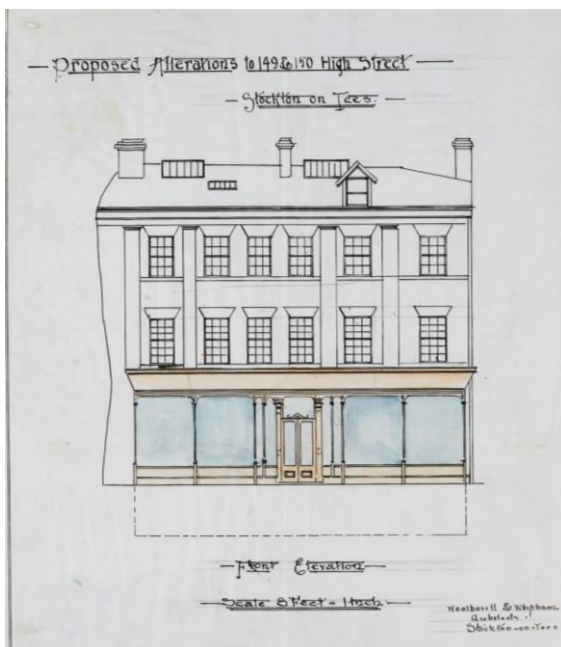 Proposed Alterations to 149 & 150 High Street
Stockton on Tees.
Front Elevation
Scale 8 Feet = 1 Inch
Weatherill & Whipham
Architects
Stockton-on-Tees